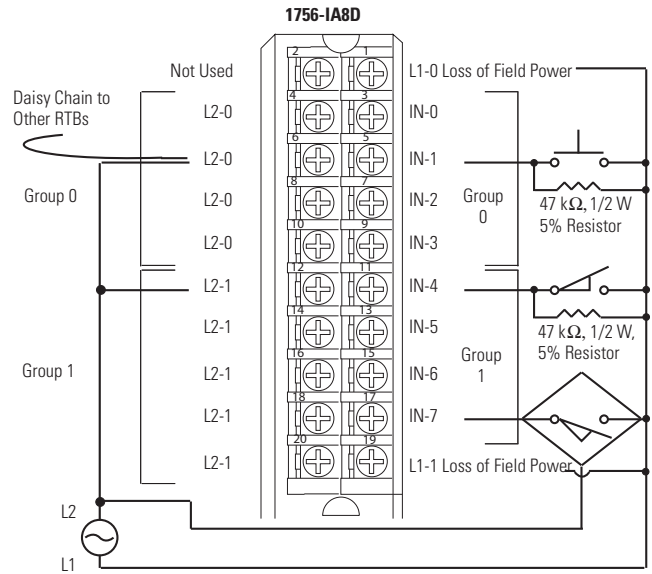 1756-IA8D
2 1
Not Used L1-0 Loss of Field Power
Daisy Chain to
Other RTBs
4 3
L2-0 IN-0
6 5
L2-0 IN-1
8 7
Group 0 L2-0 IN-2 Group
0
47 kΩ, 1/2 W
5% Resistor
10 9
L2-0 IN-3
12 11
L2-1 IN-4
14 13
L2-1 IN-5
47 kΩ, 1/2 W,
5% Resistor
16 15
Group 1 L2-1 IN-6 Group
1
18 17
L2-1 IN-7
20 19
L2-1 L1-1 Loss of Field Power
L2
L1